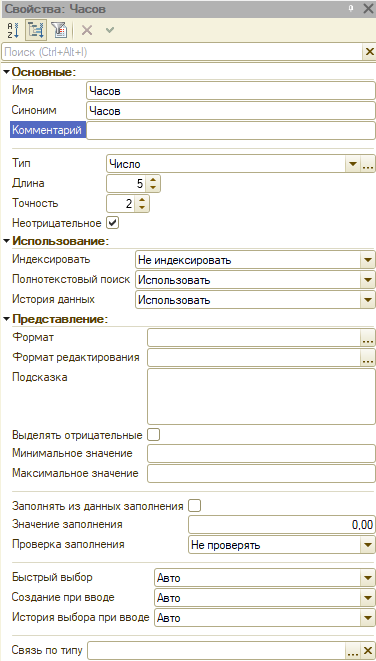 Свойства: Часов
Поиск (Ctrl+Alt+I)
Основные:
Имя Часов
Синоним Часов
Комментарий
Тип Число
Длина 5
Точность 2
Неотрицательное
Использование:
Индексировать Не индексировать
Полнотекстовый поиск Использовать
История данных Использовать
Представление:
Формат
Формат редактирования
Подсказка
Выделять отрицательные
Минимальное значение
Максимальное значение
Заполнять из данных заполнения
Значение заполнения 0,00
Проверка заполнения Не проверять
Быстрый выбор Авто
Создание при вводе Авто
История выбора при вводе Авто
Связь по типу